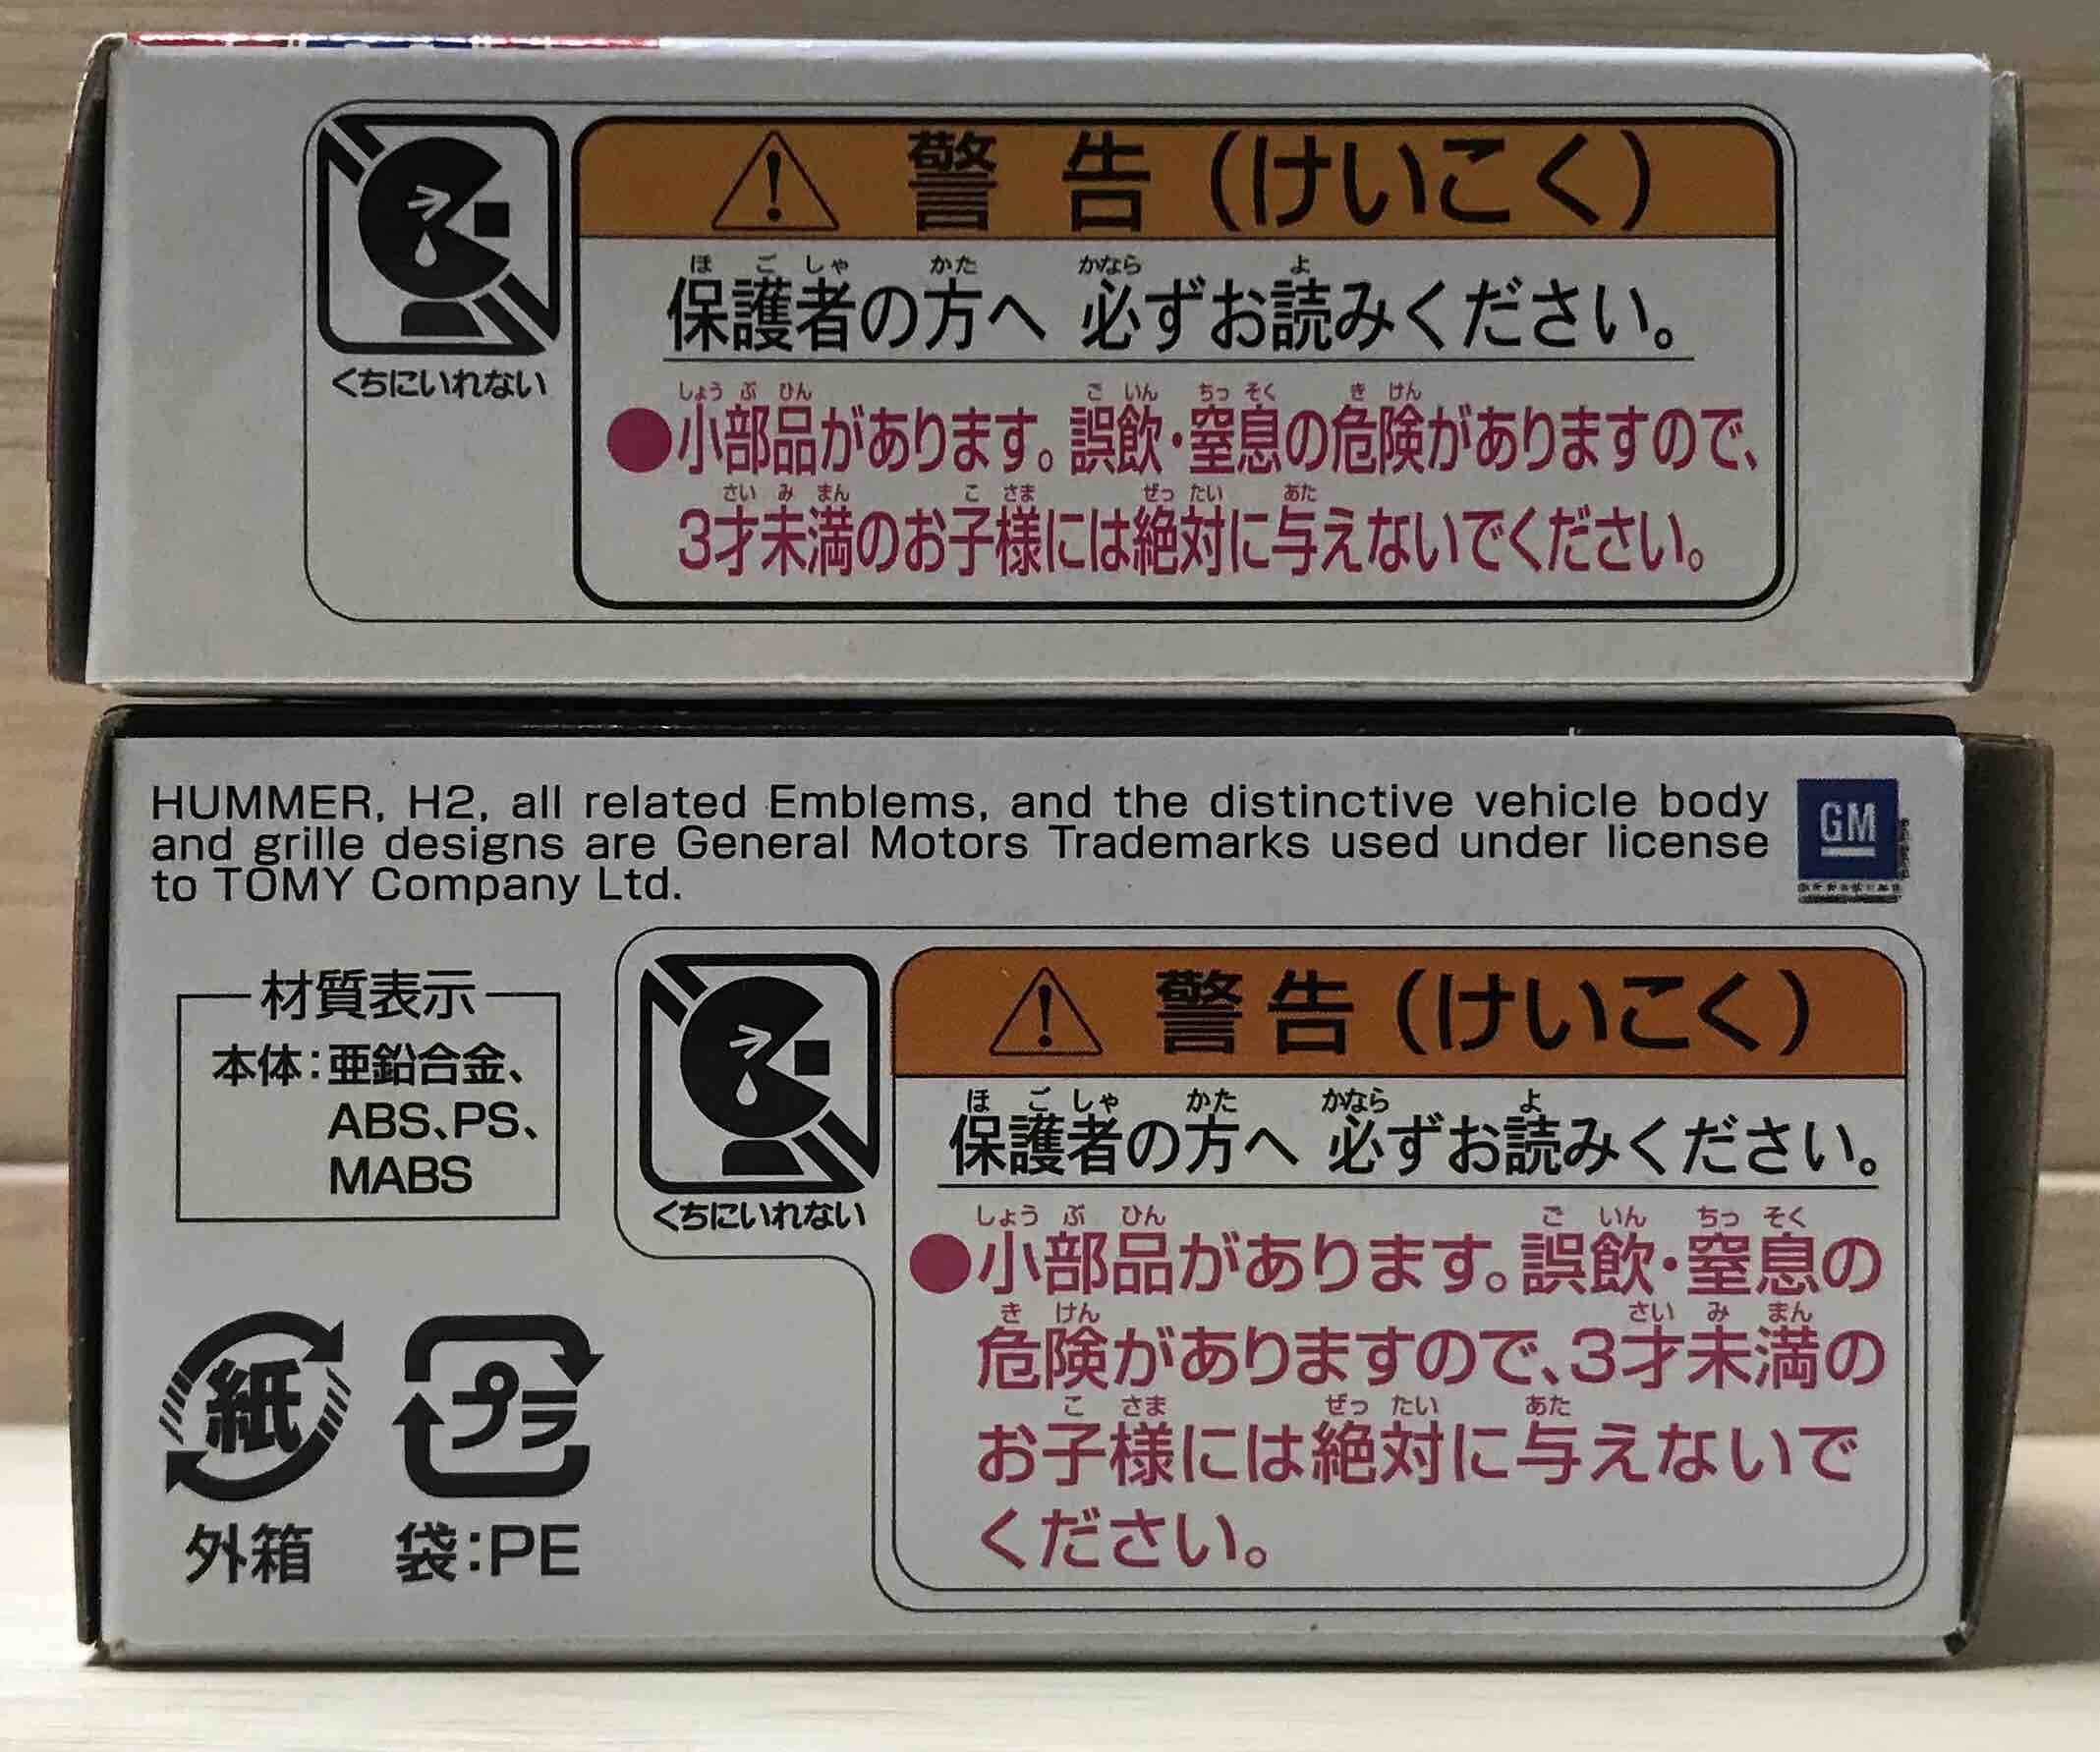 警告（けいこく）
ほごしゃ かた かなら よ
保護者の方へ 必ずお読みください。
くちにいれない
しょうぶひん ごいん ちっそく きけん
●小部品があります。誤飲・窒息の危険がありますので、
さいみまん こさま ぜったい あた
3才未満のお子様には絶対に与えないでください。
HUMMER, H2, all related Emblems, and the distinctive vehicle body
and grille designs are General Motors Trademarks used under license
to TOMY Company Ltd.
GM
材質表示
本体：亜鉛合金、
ABS、PS、
MABS
くちにいれない
警告（けいこく）
ほごしゃ かた かなら よ
保護者の方へ 必ずお読みください。
しょうぶひん ごいん ちっそく
●小部品があります。誤飲・窒息の
きけん さいみまん
危険がありますので、3才未満の
こさま ぜったい あた
お子様には絶対に与えないで
ください。
紙
プラ
外箱
袋：PE